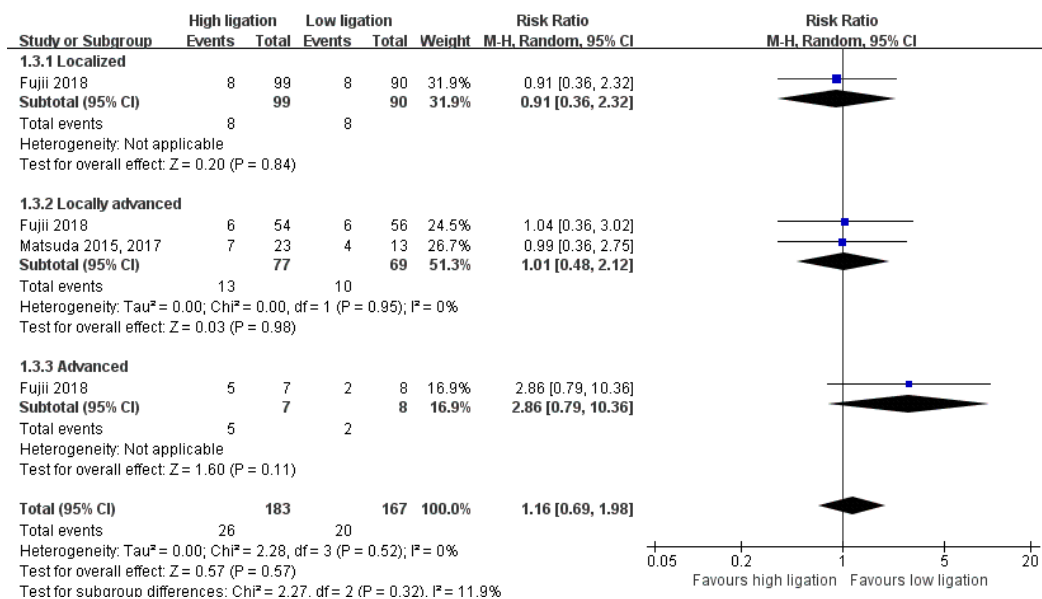 High ligation Low ligation Risk Ratio Risk Ratio
Study or Subgroup Events Total Events Total Weight M-H, Random, 95% CI M-H, Random, 95% CI
1.3.1 Localized
Fujii 2018 8 99 8 90 31.9% 0.91 [0.36, 2.32]
Subtotal (95% CI) 99 90 31.9% 0.91 [0.36, 2.32]
Total events 8 8
Heterogeneity: Not applicable
Test for overall effect: Z = 0.20 (P = 0.84)
1.3.2 Locally advanced
Fujii 2018 6 54 6 56 24.5% 1.04 [0.36, 3.02]
Matsuda 2015, 2017 7 23 4 13 26.7% 0.99 [0.36, 2.75]
Subtotal (95% CI) 77 69 51.3% 1.01 [0.48, 2.12]
Total events 13 10
Heterogeneity: Tau² = 0.00; Chi² = 0.00, df = 1 (P = 0.95); I² = 0%
Test for overall effect: Z = 0.03 (P = 0.98)
1.3.3 Advanced
Fujii 2018 5 7 2 8 16.9% 2.86 [0.79, 10.36]
Subtotal (95% CI) 7 8 16.9% 2.86 [0.79, 10.36]
Total events 5 2
Heterogeneity: Not applicable
Test for overall effect: Z = 1.60 (P = 0.11)
Total (95% CI) 183 167 100.0% 1.16 [0.69, 1.98]
Total events 26 20
Heterogeneity: Tau² = 0.00; Chi² = 2.28, df = 3 (P = 0.52); I² = 0%
Test for overall effect: Z = 0.57 (P = 0.57)
Test for subgroup differences: Chi² = 2.27, df = 2 (P = 0.32), I² = 11.9%
0.05 0.2 1 5 20
Favours high ligation Favours low ligation